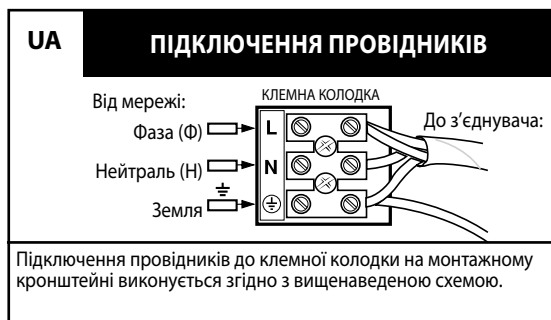 UA
ПІДКЛЮЧЕННЯ ПРОВІДНИКІВ
КЛЕМНА КОЛОДКА
Від мережі:
До з’єднувача:
Фаза (Ф)
L
Нейтраль (Н)
N
Земля
Підключення провідників до клемної колодки на монтажному
кронштейні виконується згідно з вищенаведеною схемою.